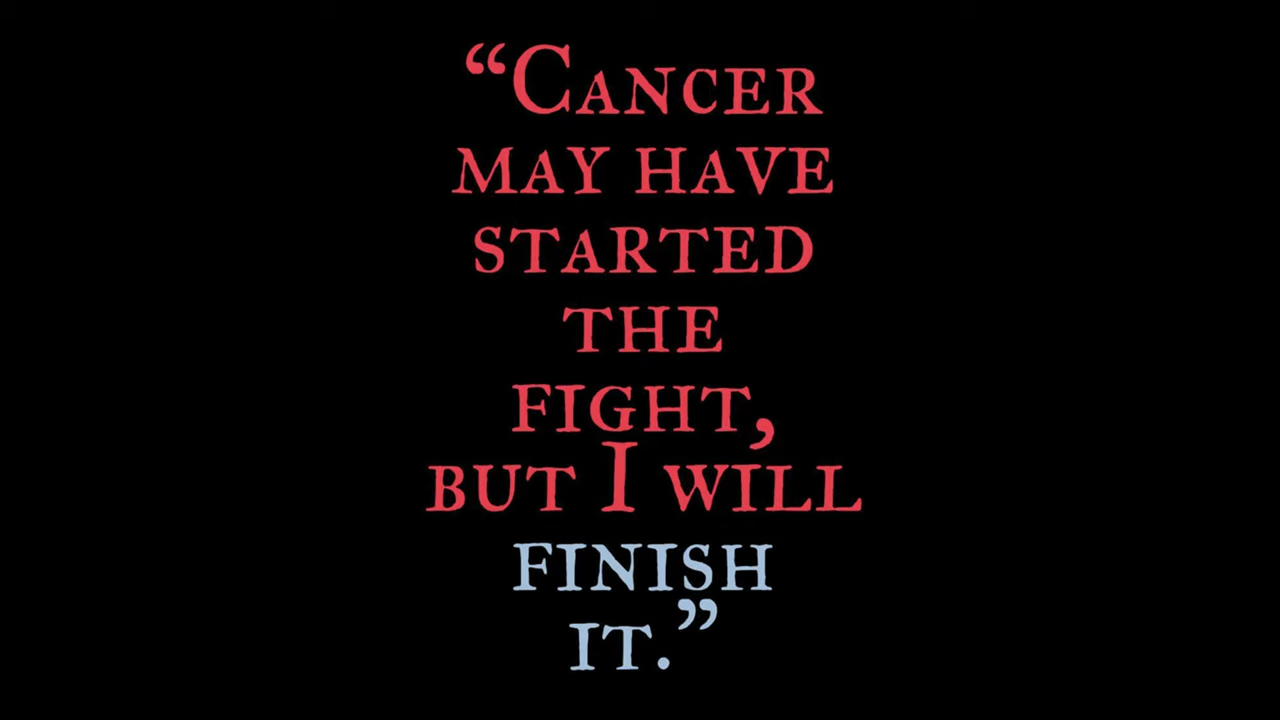 “Cancer
may have
started
the
fight,
but I will
finish
it.”